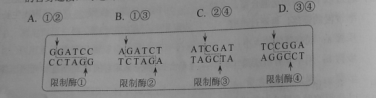 A. ①② B. ①③ C. ②④ D. ③④
GGATCC AGATCT ATCGAT TCCGGA
CCTAGG TCTAGA TAGCTA AGGCCT
限制酶① 限制酶② 限制酶③ 限制酶④